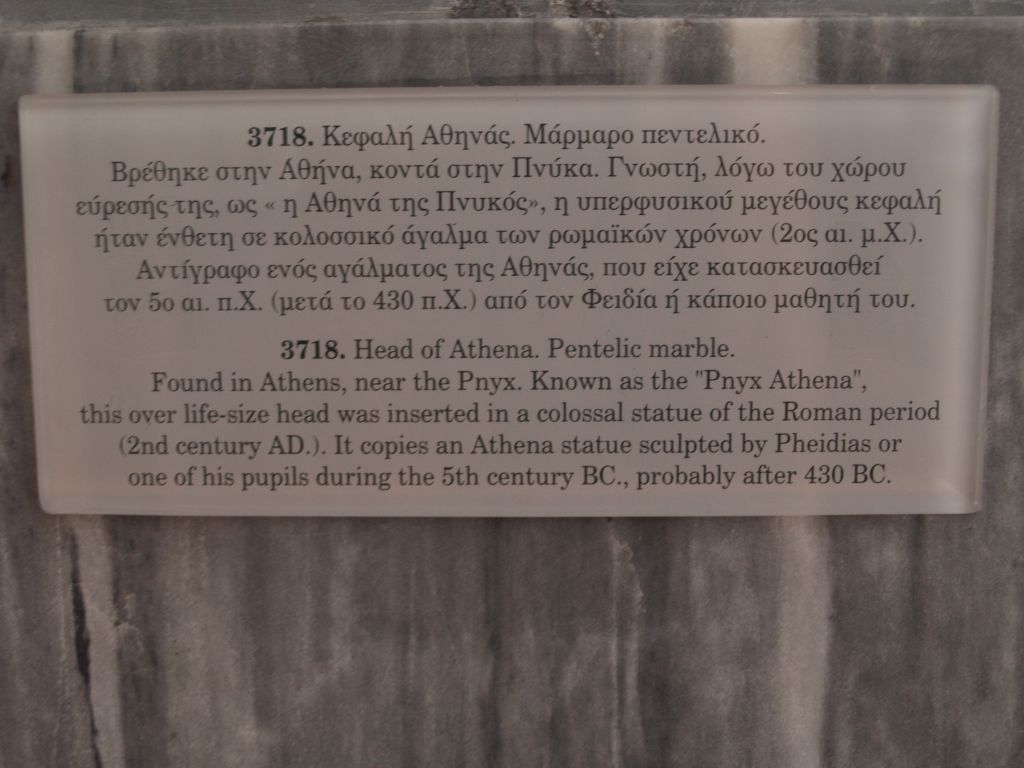 3718. Κεφαλή Αθηνάς. Μάρμαρο πεντελικό.
Βρέθηκε στην Αθήνα, κοντά στην Πνύκα. Γνωστή, λόγω του χώρου
εύρεσής της, ως « η Αθηνά της Πνυκός», η υπερφυσικού μεγέθους κεφαλή
ήταν ένθετη σε κολοσσικό άγαλμα των ρωμαϊκών χρόνων (2ος αι. μ.Χ.).
Αντίγραφο ενός αγάλματος της Αθηνάς, που είχε κατασκευασθεί
τον 5ο αι. π.Χ. (μετά το 430 π.Χ.) από τον Φειδία ή κάποιο μαθητή του.
3718. Head of Athena. Pentelic marble.
Found in Athens, near the Pnyx. Known as the "Pnyx Athena",
this over life-size head was inserted in a colossal statue of the Roman period
(2nd century AD.). It copies an Athena statue sculpted by Pheidias or
one of his pupils during the 5th century BC., probably after 430 BC.